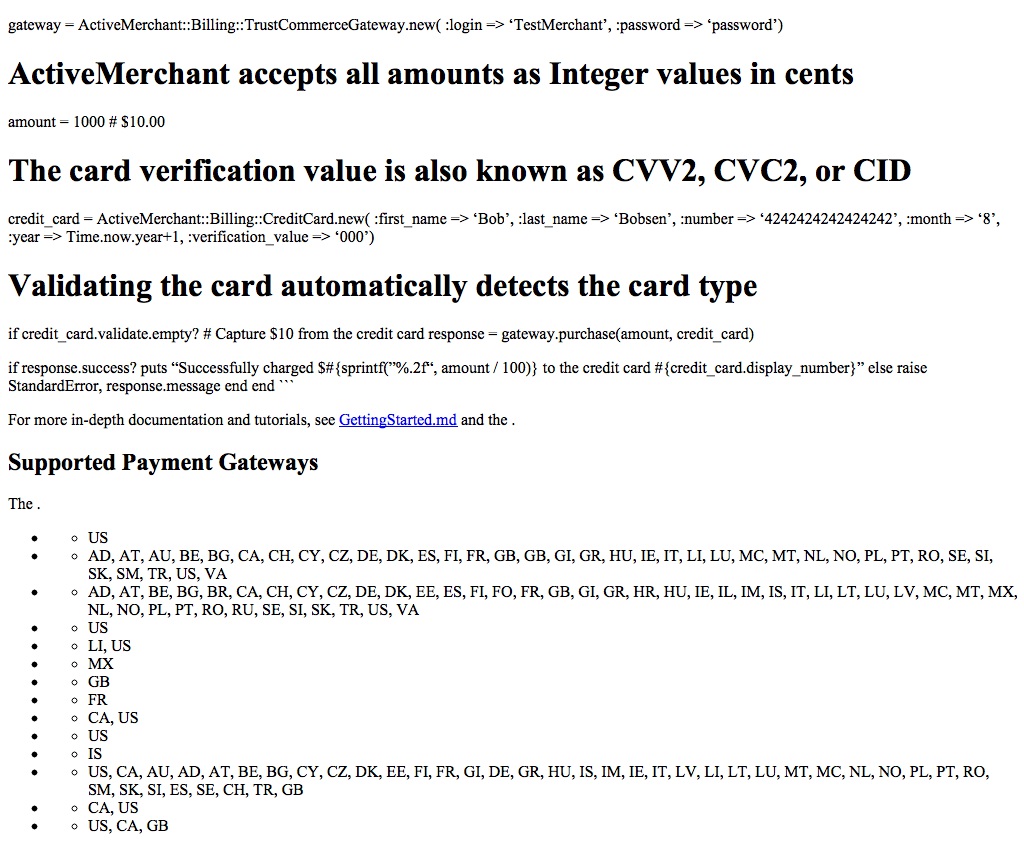 gateway = ActiveMerchant::Billing::TrustCommerceGateway.new( :login => ‘TestMerchant’, :password => ‘password’)
ActiveMerchant accepts all amounts as Integer values in cents
amount = 1000 # $10.00
The card verification value is also known as CVV2, CVC2, or CID
credit_card = ActiveMerchant::Billing::CreditCard.new( :first_name => ‘Bob’, :last_name => ‘Bobsen’, :number => ‘4242424242424242’, :month => ‘8’,
:year => Time.now.year+1, :verification_value => ‘000’)
Validating the card automatically detects the card type
if credit_card.validate.empty? # Capture $10 from the credit card response = gateway.purchase(amount, credit_card)
if response.success? puts “Successfully charged $#{sprintf(”%.2f“, amount / 100)} to the credit card #{credit_card.display_number}” else raise
StandardError, response.message end end ```
For more in-depth documentation and tutorials, see GettingStarted.md and the .
Supported Payment Gateways
The .
• ◦ US
• ◦ AD, AT, AU, BE, BG, CA, CH, CY, CZ, DE, DK, ES, FI, FR, GB, GB, GI, GR, HU, IE, IT, LI, LU, MC, MT, NL, NO, PL, PT, RO, SE, SI,
SK, SM, TR, US, VA
• ◦ AD, AT, BE, BG, BR, CA, CH, CY, CZ, DE, DK, EE, ES, FI, FO, FR, GB, GI, GR, HR, HU, IE, IL, IM, IS, IT, LI, LT, LU, LV, MC, MT, MX,
NL, NO, PL, PT, RO, RU, SE, SI, SK, TR, US, VA
• ◦ US
• ◦ LI, US
• ◦ MX
• ◦ GB
• ◦ FR
• ◦ CA, US
• ◦ US
• ◦ IS
• ◦ US, CA, AU, AD, AT, BE, BG, CY, CZ, DK, EE, FI, FR, GI, DE, GR, HU, IS, IM, IE, IT, LV, LI, LT, LU, MT, MC, NL, NO, PL, PT, RO,
SM, SK, SI, ES, SE, CH, TR, GB
• ◦ CA, US
• ◦ US, CA, GB